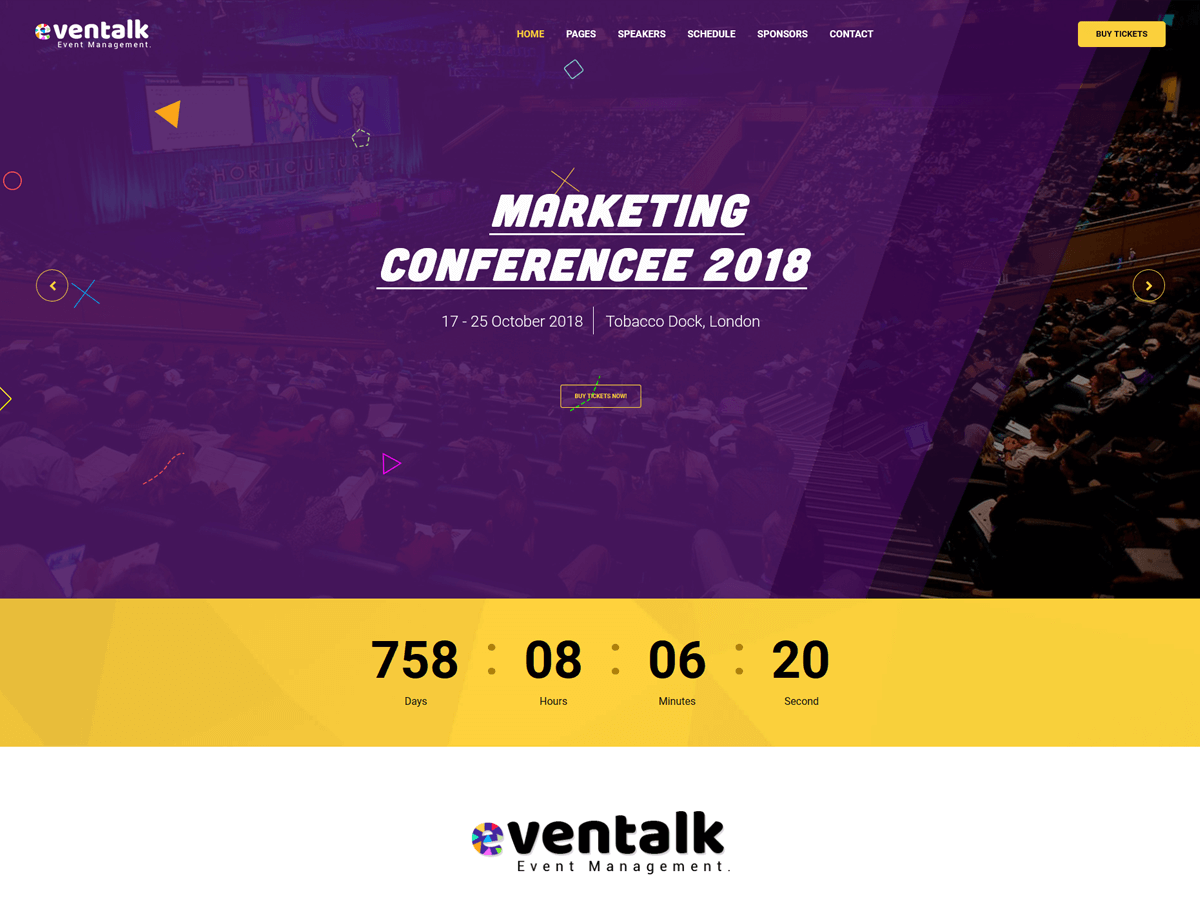 eventalk
Event Management.
HOME PAGES SPEAKERS SCHEDULE SPONSORS CONTACT
BUY TICKETS
HORTICULTURE
MARKETING
CONFERENCEE 2018
17 - 25 October 2018 Tobacco Dock, London
BUY TICKETS NOW!
758 : 08 : 06 : 20
Days Hours Minutes Second
eventalk
Event Management.